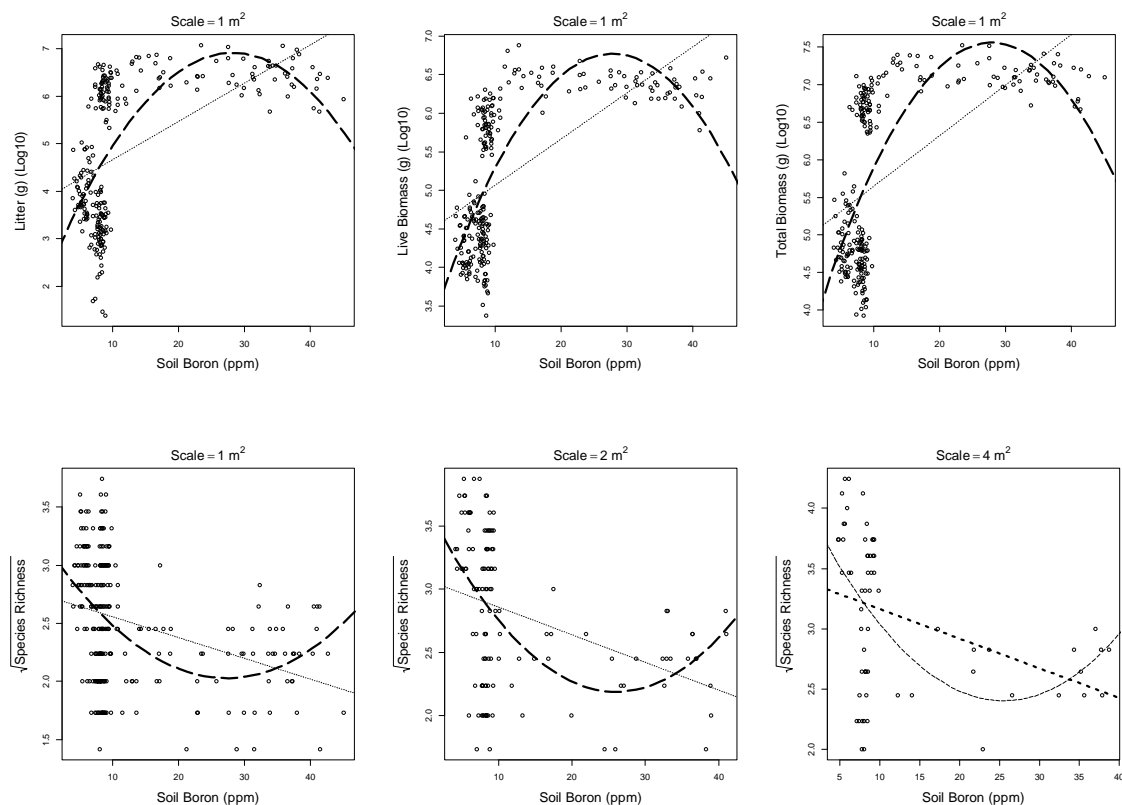 Scale = 1 m²
Litter (g) (Log10)
7
6
5
4
3
2
10 20 30 40
Soil Boron (ppm)
Scale = 1 m²
Live Biomass (g) (Log10)
7.0
6.5
6.0
5.5
5.0
4.5
4.0
3.5
10 20 30 40
Soil Boron (ppm)
Scale = 1 m²
Total Biomass (g) (Log10)
7.5
7.0
6.5
6.0
5.5
5.0
4.5
4.0
10 20 30 40
Soil Boron (ppm)
Scale = 1 m²
√Species Richness
3.5
3.0
2.5
2.0
1.5
10 20 30 40
Soil Boron (ppm)
Scale = 2 m²
√Species Richness
3.5
3.0
2.5
2.0
10 20 30 40
Soil Boron (ppm)
Scale = 4 m²
√Species Richness
4.0
3.5
3.0
2.5
2.0
5 10 15 20 25 30 35 40
Soil Boron (ppm)